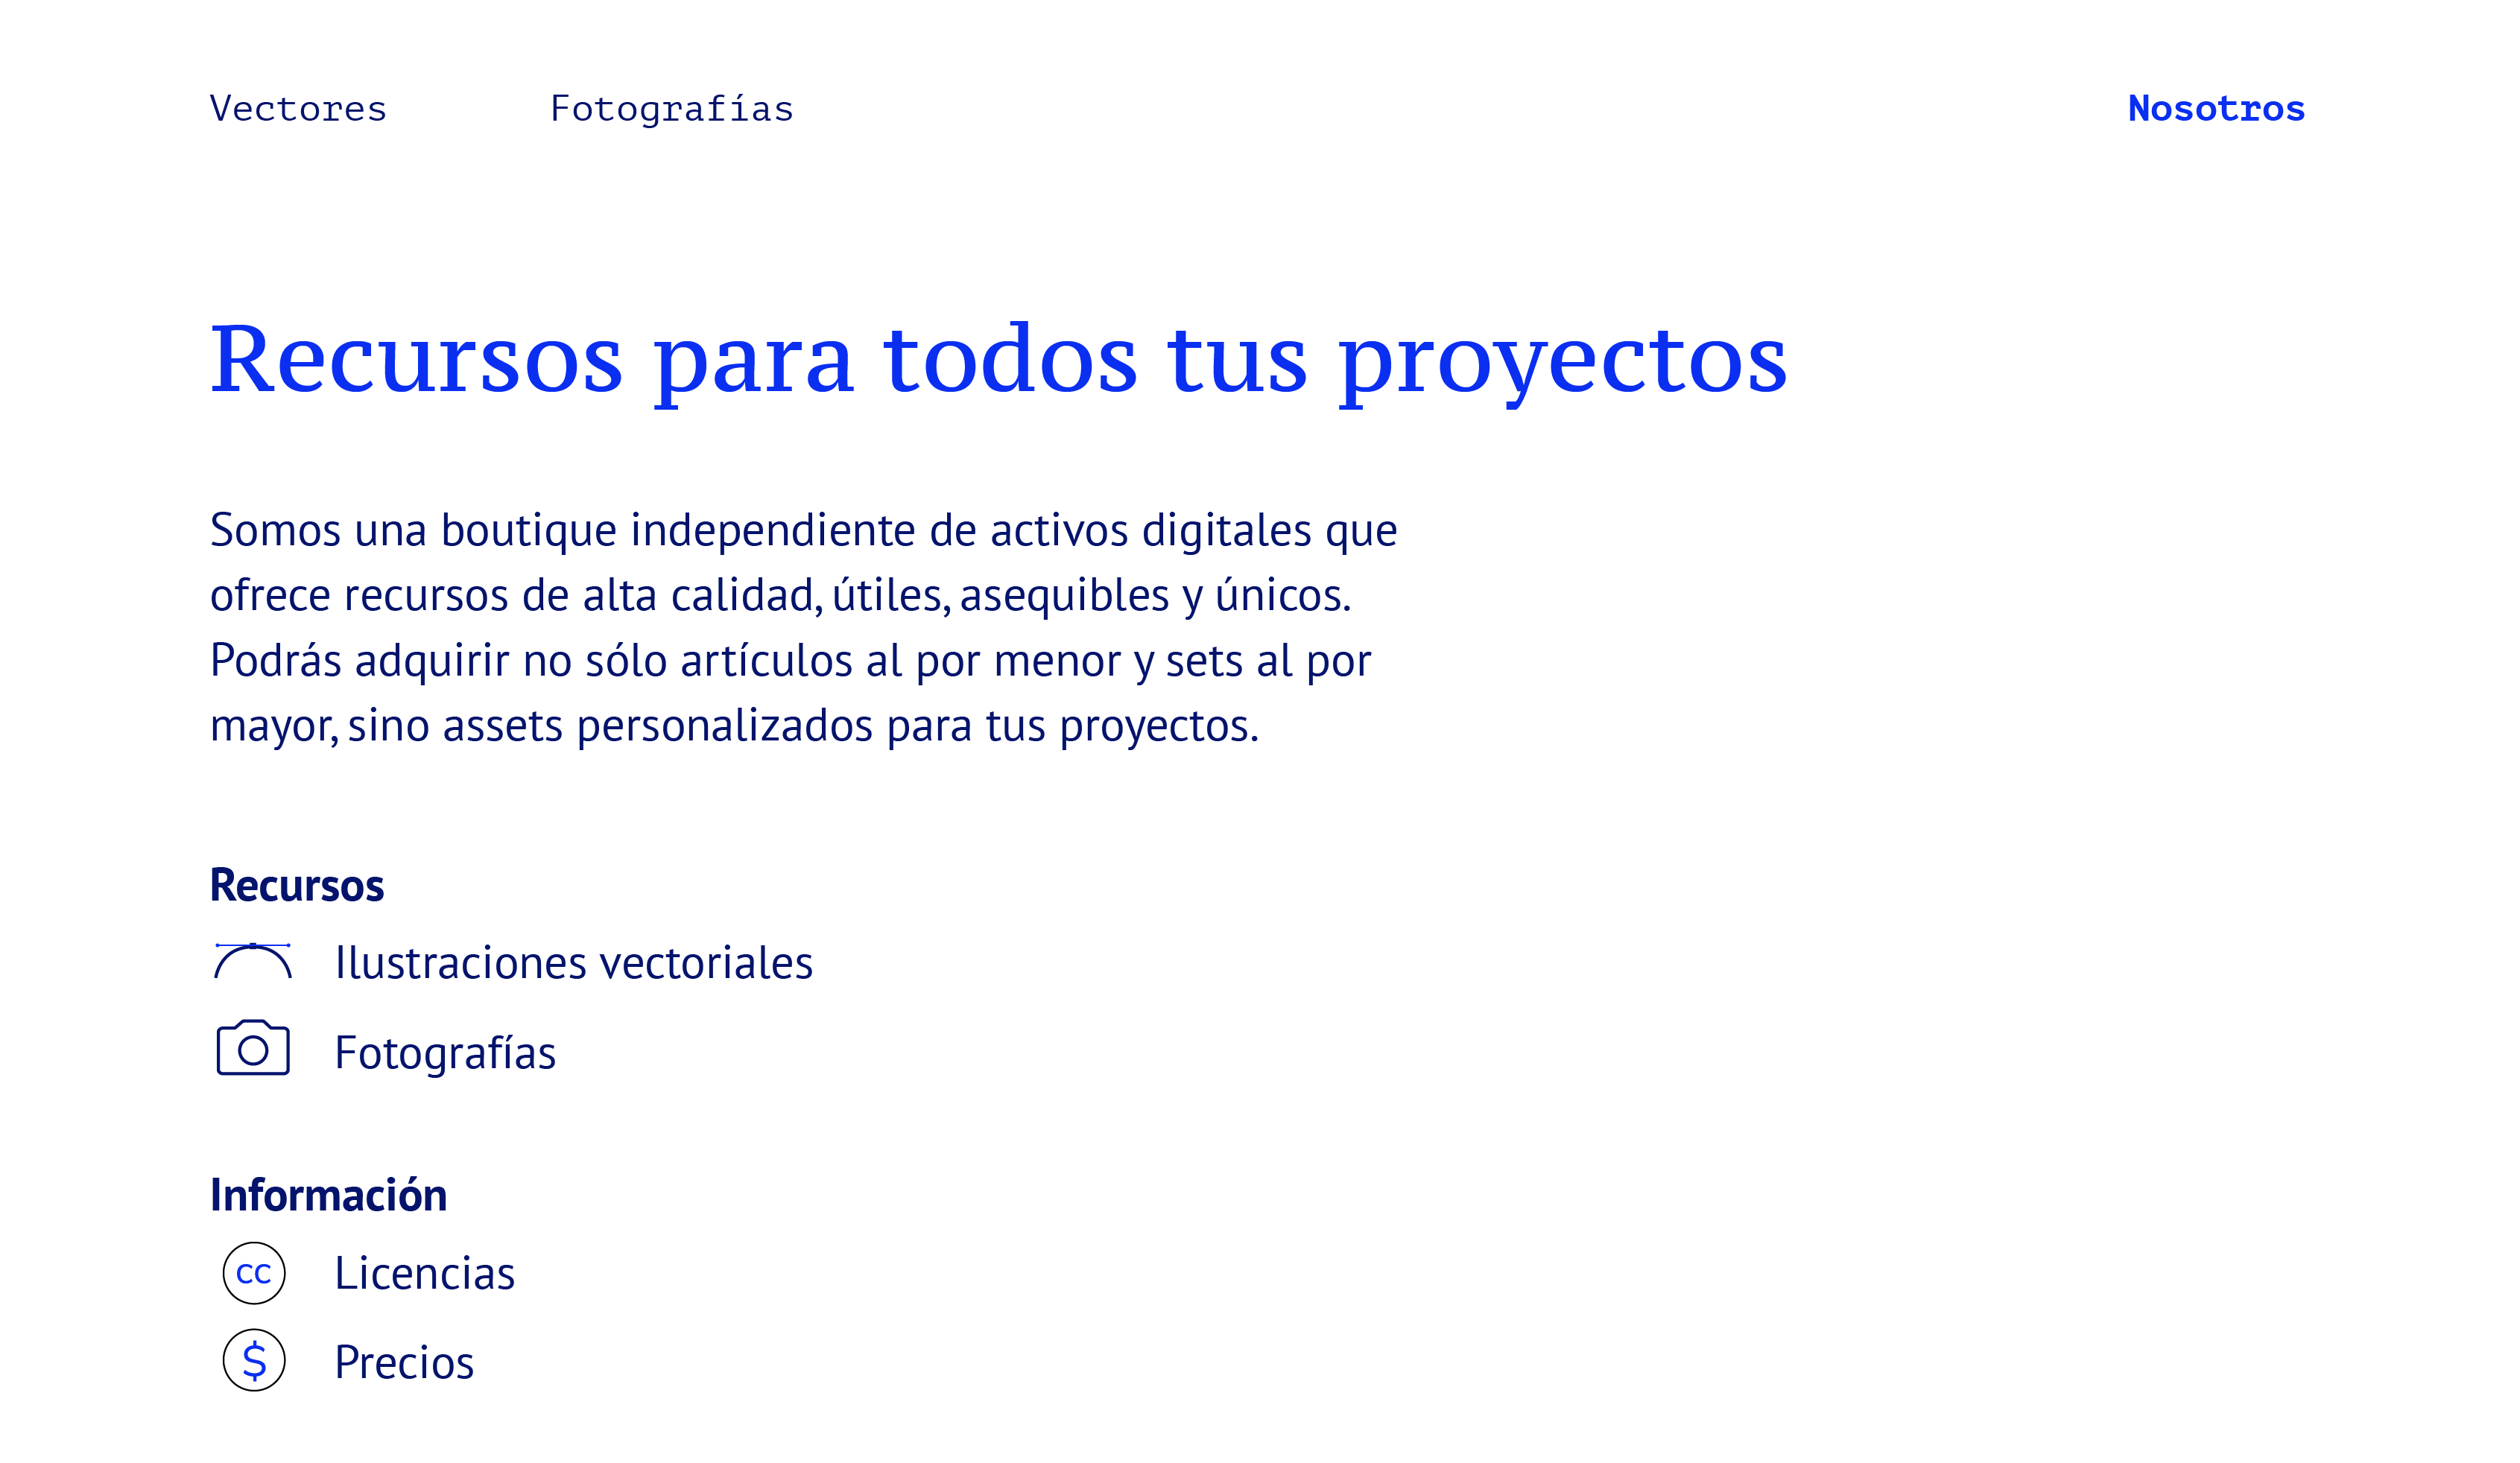 Vectores Fotografías Nosotros
Recursos para todos tus proyectos
Somos una boutique independiente de activos digitales que
ofrece recursos de alta calidad, útiles, asequibles y únicos.
Podrás adquirir no sólo artículos al por menor y sets al por
mayor, sino assets personalizados para tus proyectos.
Recursos
Ilustraciones vectoriales
Fotografías
Información
cc Licencias
$ Precios